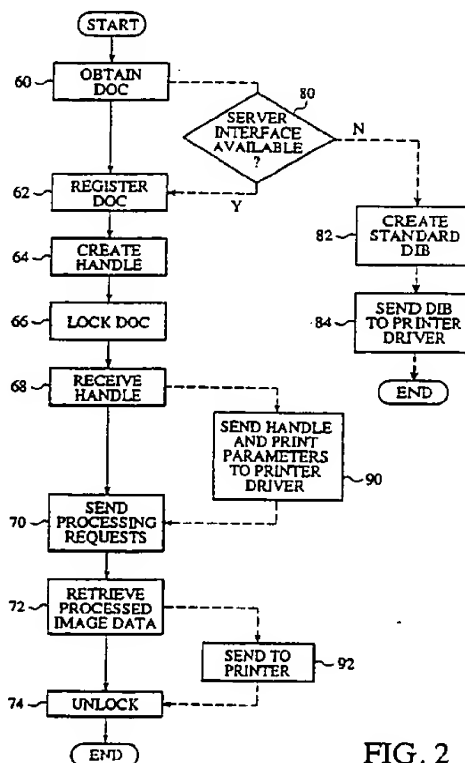 START
60
OBTAIN
DOC
80
SERVER
INTERFACE
AVAILABLE
?
N
Y
62
REGISTER
DOC
64
CREATE
HANDLE
66
LOCK DOC
68
RECEIVE
HANDLE
82
CREATE
STANDARD
DIB
84
SEND DIB
TO PRINTER
DRIVER
END
SEND HANDLE
AND PRINT
PARAMETERS
TO PRINTER
DRIVER
90
70
SEND
PROCESSING
REQUESTS
72
RETRIEVE
PROCESSED
IMAGE DATA
SEND TO
PRINTER
92
74
UNLOCK
END
FIG. 2